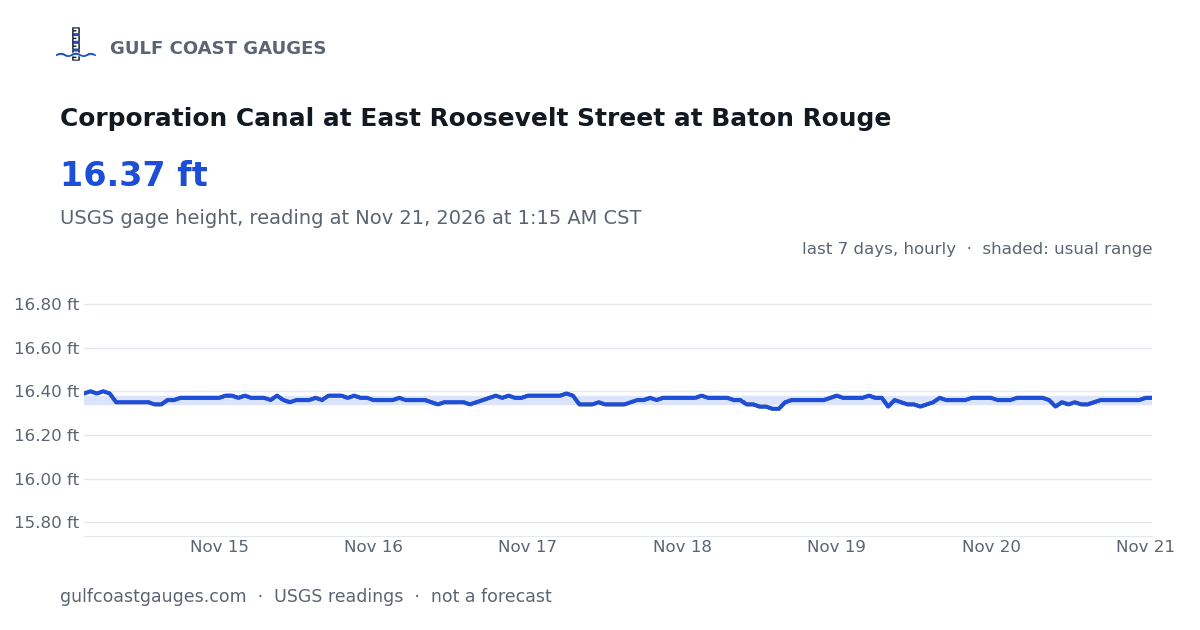 GULF COAST GAUGES
Corporation Canal at East Roosevelt Street at Baton Rouge
16.37 ft
USGS gage height, reading at Nov 21, 2026 at 1:15 AM CST
last 7 days, hourly · shaded: usual range
16.80 ft
16.60 ft
16.40 ft
16.20 ft
16.00 ft
15.80 ft
Nov 15 Nov 16 Nov 17 Nov 18 Nov 19 Nov 20 Nov 21
gulfcoastgauges.com · USGS readings · not a forecast